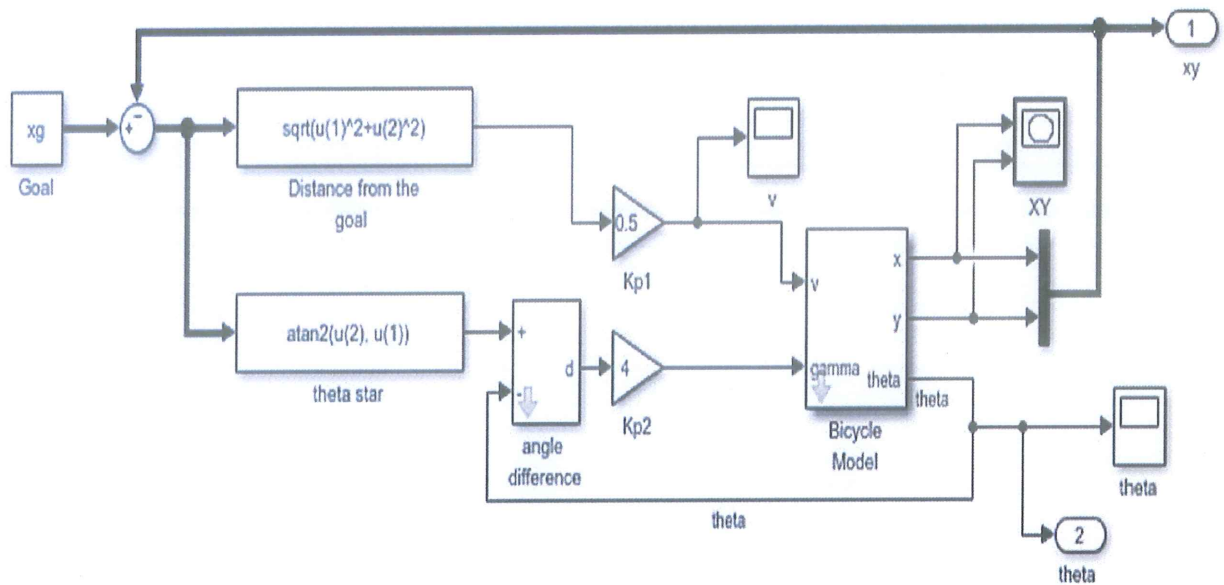 1
xy
xg
Goal
+
-
sqrt(u(1)^2+u(2)^2)
Distance from the
goal
v
XY
0.5
Kp1
x
v
y
atan2(u(2), u(1))
theta star
+
d
-
angle
difference
4
Kp2
gamma
theta
theta
Bicycle
Model
theta
theta
2
theta